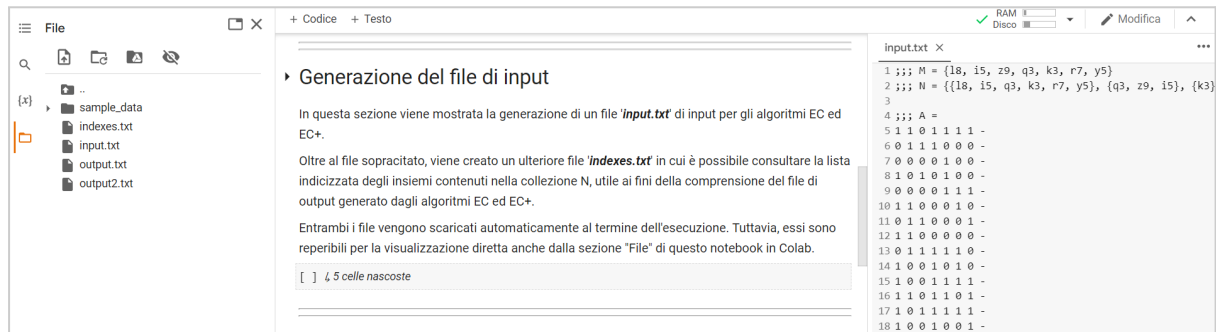 File
..
sample_data
indexes.txt
input.txt
output.txt
output2.txt
{x}
+ Codice + Testo
RAM
Disco
Modifica
Generazione del file di input
In questa sezione viene mostrata la generazione di un file 'input.txt' di input per gli algoritmi EC ed
EC+.
Oltre al file sopracitato, viene creato un ulteriore file 'indexes.txt' in cui è possibile consultare la lista
indicizzata degli insiemi contenuti nella collezione N, utile ai fini della comprensione del file di
output generato dagli algoritmi EC ed EC+.
Entrambi i file vengono scaricati automaticamente al termine dell'esecuzione. Tuttavia, essi sono
reperibili per la visualizzazione diretta anche dalla sezione "File" di questo notebook in Colab.
[ ] ↳ 5 celle nascoste
input.txt ×
1 ;;; M = {l8, i5, z9, q3, k3, r7, y5}
2 ;;; N = {{l8, i5, q3, k3, r7, y5}, {q3, z9, i5}, {k3}
3
4 ;;; A =
5 1 1 0 1 1 1 1 -
6 0 1 1 1 0 0 0 -
7 0 0 0 0 1 0 0 -
8 1 0 1 0 1 0 0 -
9 0 0 0 0 1 1 1 -
10 1 1 0 0 0 1 0 -
11 0 1 1 0 0 0 1 -
12 1 1 0 0 0 0 0 -
13 0 1 1 1 1 1 0 -
14 1 0 0 1 0 1 0 -
15 1 0 0 1 1 1 1 -
16 1 1 0 1 1 0 1 -
17 1 0 1 1 1 1 1 -
18 1 0 0 1 0 0 1 -